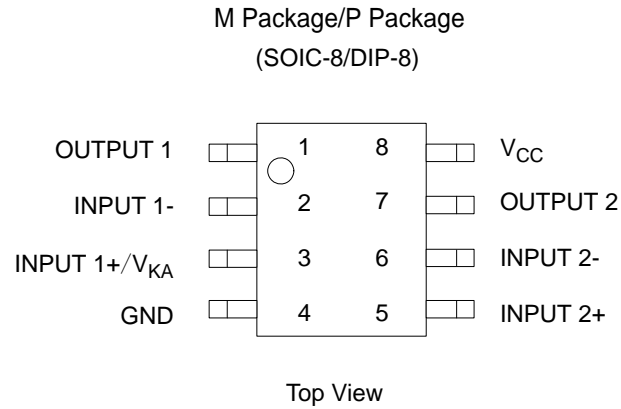 M Package/P Package
(SOIC-8/DIP-8)
OUTPUT 1 1 8 VCC
INPUT 1- 2 7 OUTPUT 2
INPUT 1+/VKA 3 6 INPUT 2-
GND 4 5 INPUT 2+
Top View